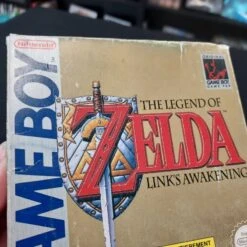 Nintendo
GAME BOY
ORIGINAL
GAME BOY
GAME PAK
THE LEGEND OF
ZELDA
LINK'S AWAKENING